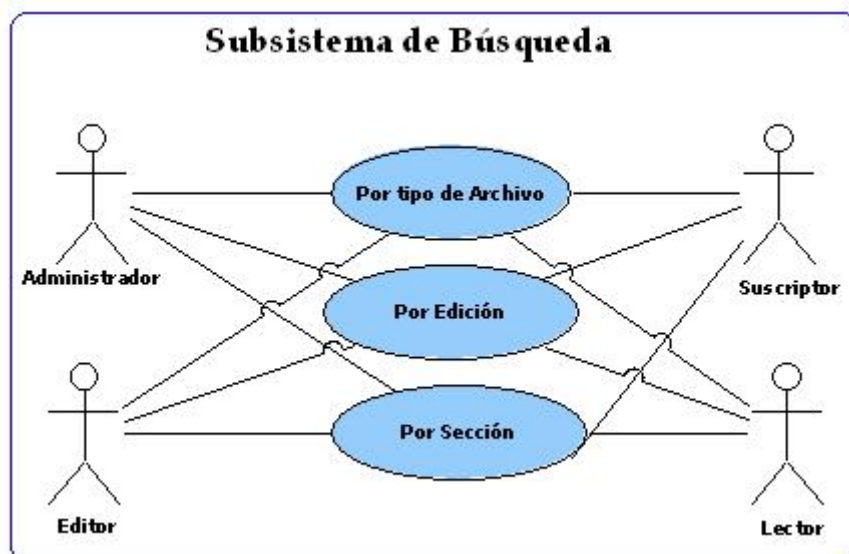 Subsistema de Búsqueda
Por tipo de Archivo
Administrador
Suscriptor
Por Edición
Por Sección
Editor
Lector